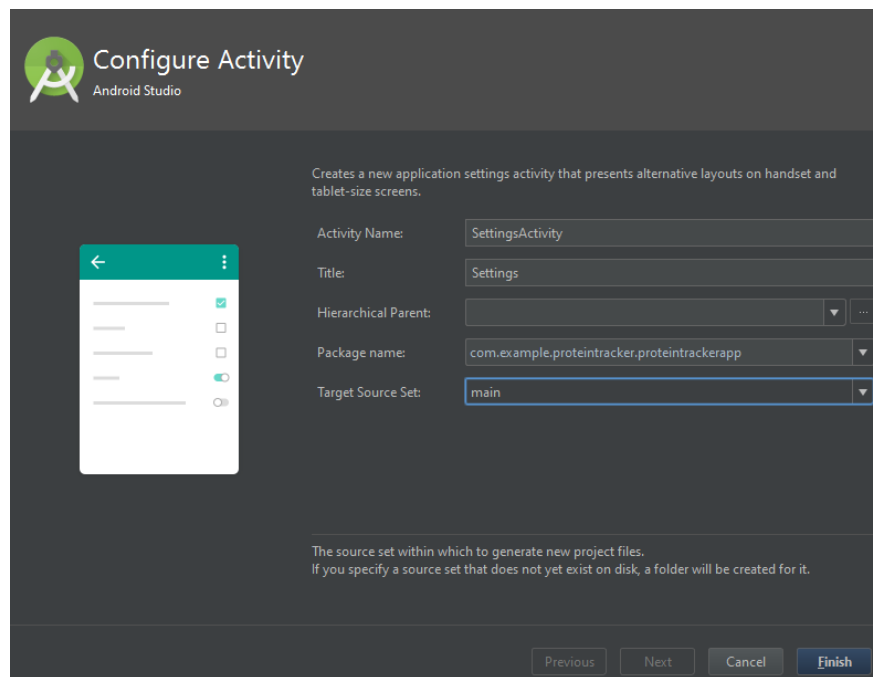 Configure Activity
Android Studio
Creates a new application settings activity that presents alternative layouts on handset and
tablet-size screens.
Activity Name: SettingsActivity
Title: Settings
Hierarchical Parent: ...
Package name: com.example.proteintracker.proteintrackerapp
Target Source Set: main
The source set within which to generate new project files.
If you specify a source set that does not yet exist on disk, a folder will be created for it.
Previous Next Cancel Finish